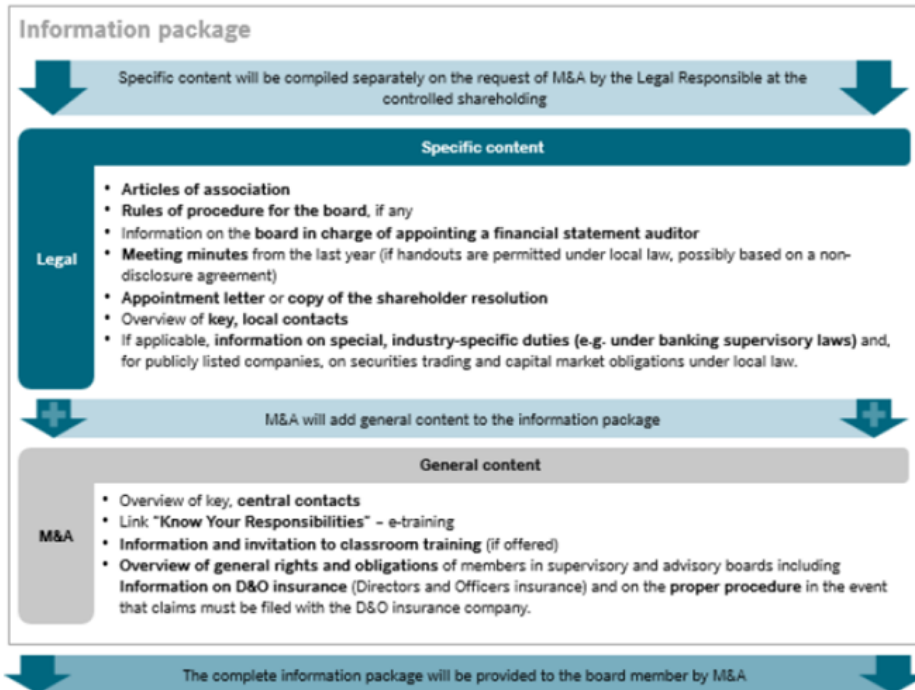 Information package
Specific content will be compiled separately on the request of M&A by the Legal Responsible at the
controlled shareholding
Specific content
Legal
• Articles of association
• Rules of procedure for the board, if any
• Information on the board in charge of appointing a financial statement auditor
• Meeting minutes from the last year (if handouts are permitted under local law, possibly based on a non-
disclosure agreement)
• Appointment letter or copy of the shareholder resolution
• Overview of key, local contacts
• If applicable, information on special, industry-specific duties (e.g. under banking supervisory laws) and,
for publicly listed companies, on securities trading and capital market obligations under local law.
M&A will add general content to the information package
General content
M&A
• Overview of key, central contacts
• Link "Know Your Responsibilities" – e-training
• Information and invitation to classroom training (if offered)
• Overview of general rights and obligations of members in supervisory and advisory boards including
Information on D&O insurance (Directors and Officers insurance) and on the proper procedure in the event
that claims must be filed with the D&O insurance company.
The complete information package will be provided to the board member by M&A